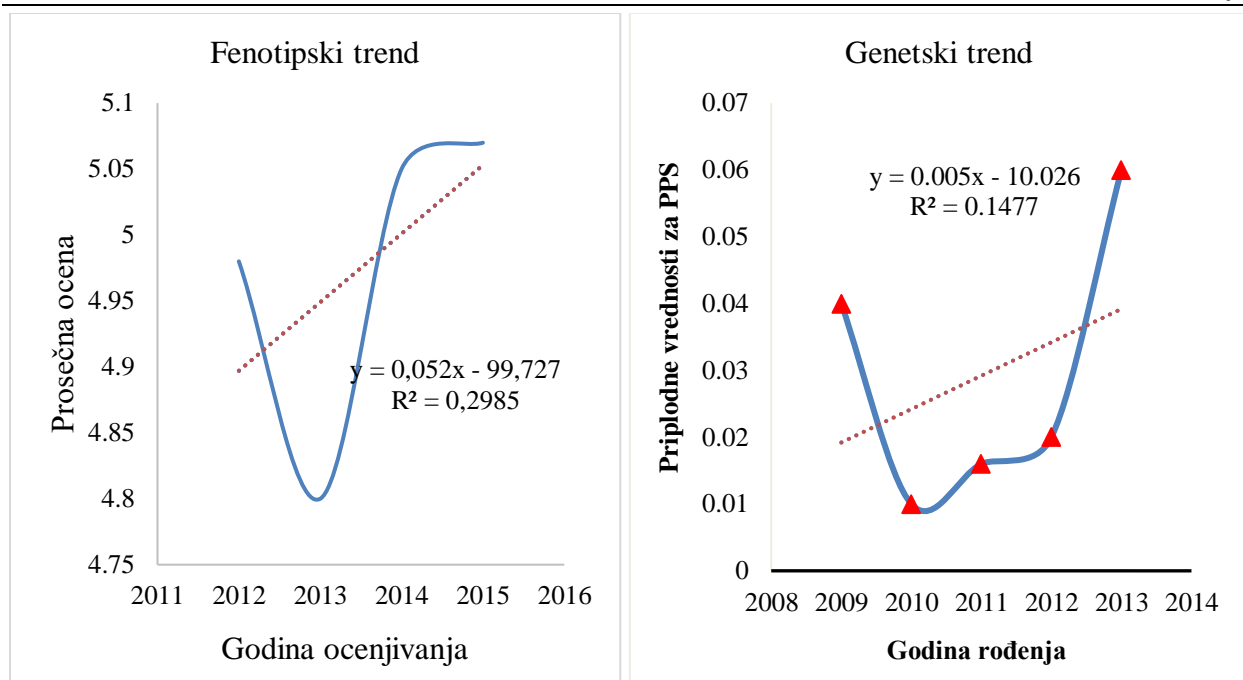 Fenotipski trend
5.1
5.05
5
4.95
4.9
4.85
4.8
4.75
Prosečna ocena
y = 0,052x - 99,727
R² = 0,2985
2011 2012 2013 2014 2015 2016
Godina ocenjivanja
Genetski trend
0.07
0.06
0.05
0.04
0.03
0.02
0.01
0
Priplodne vrednosti za PPS
y = 0.005x - 10.026
R² = 0.1477
2008 2009 2010 2011 2012 2013 2014
Godina rođenja